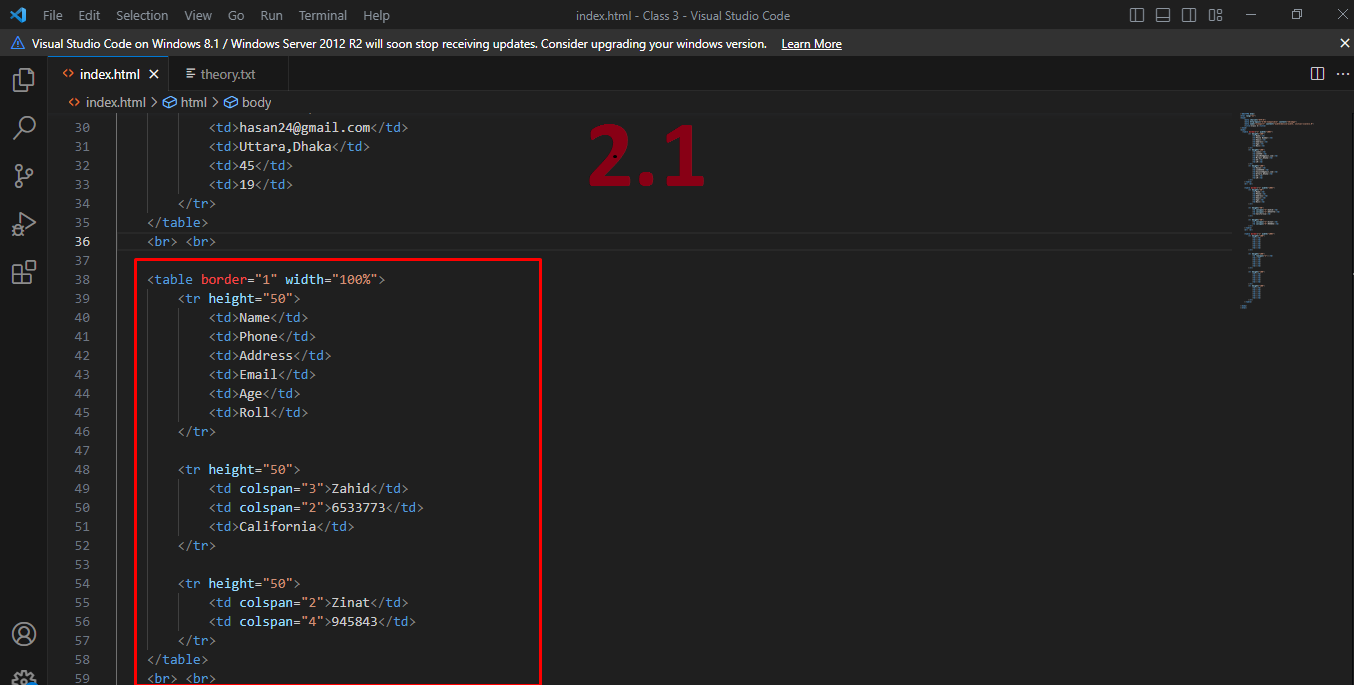 File Edit Selection View Go Run Terminal Help index.html - Class 3 - Visual Studio Code
Visual Studio Code on Windows 8.1 / Windows Server 2012 R2 will soon stop receiving updates. Consider upgrading your windows version. Learn More
<> index.html theory.txt
<> index.html > html > body
2.1
30 <td>hasan24@gmail.com</td>
31 <td>Uttara,Dhaka</td>
32 <td>45</td>
33 <td>19</td>
34 </tr>
35 </table>
36 <br> <br>
37
38 <table border="1" width="100%">
39 <tr height="50">
40 <td>Name</td>
41 <td>Phone</td>
42 <td>Address</td>
43 <td>Email</td>
44 <td>Age</td>
45 <td>Roll</td>
46 </tr>
47
48 <tr height="50">
49 <td colspan="3">Zahid</td>
50 <td colspan="2">6533773</td>
51 <td>California</td>
52 </tr>
53
54 <tr height="50">
55 <td colspan="2">Zinat</td>
56 <td colspan="4">945843</td>
57 </tr>
58 </table>
59 <br> <br>